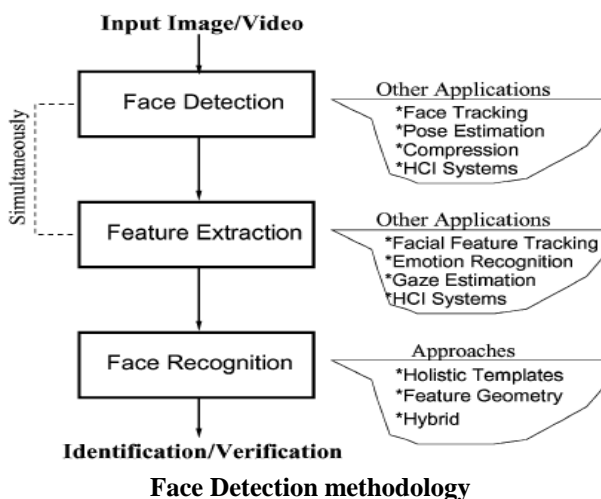 Input Image/Video
Face Detection
Other Applications
*Face Tracking
*Pose Estimation
*Compression
*HCI Systems
Simultaneously
Feature Extraction
Other Applications
*Facial Feature Tracking
*Emotion Recognition
*Gaze Estimation
*HCI Systems
Face Recognition
Approaches
*Holistic Templates
*Feature Geometry
*Hybrid
Identification/Verification
Face Detection methodology